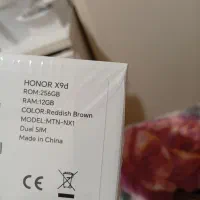 HONOR X9d
ROM:256GB
RAM:12GB
COLOR:Reddish Brown
MODEL:MTN-NX1
Dual SIM
Made in China
CE